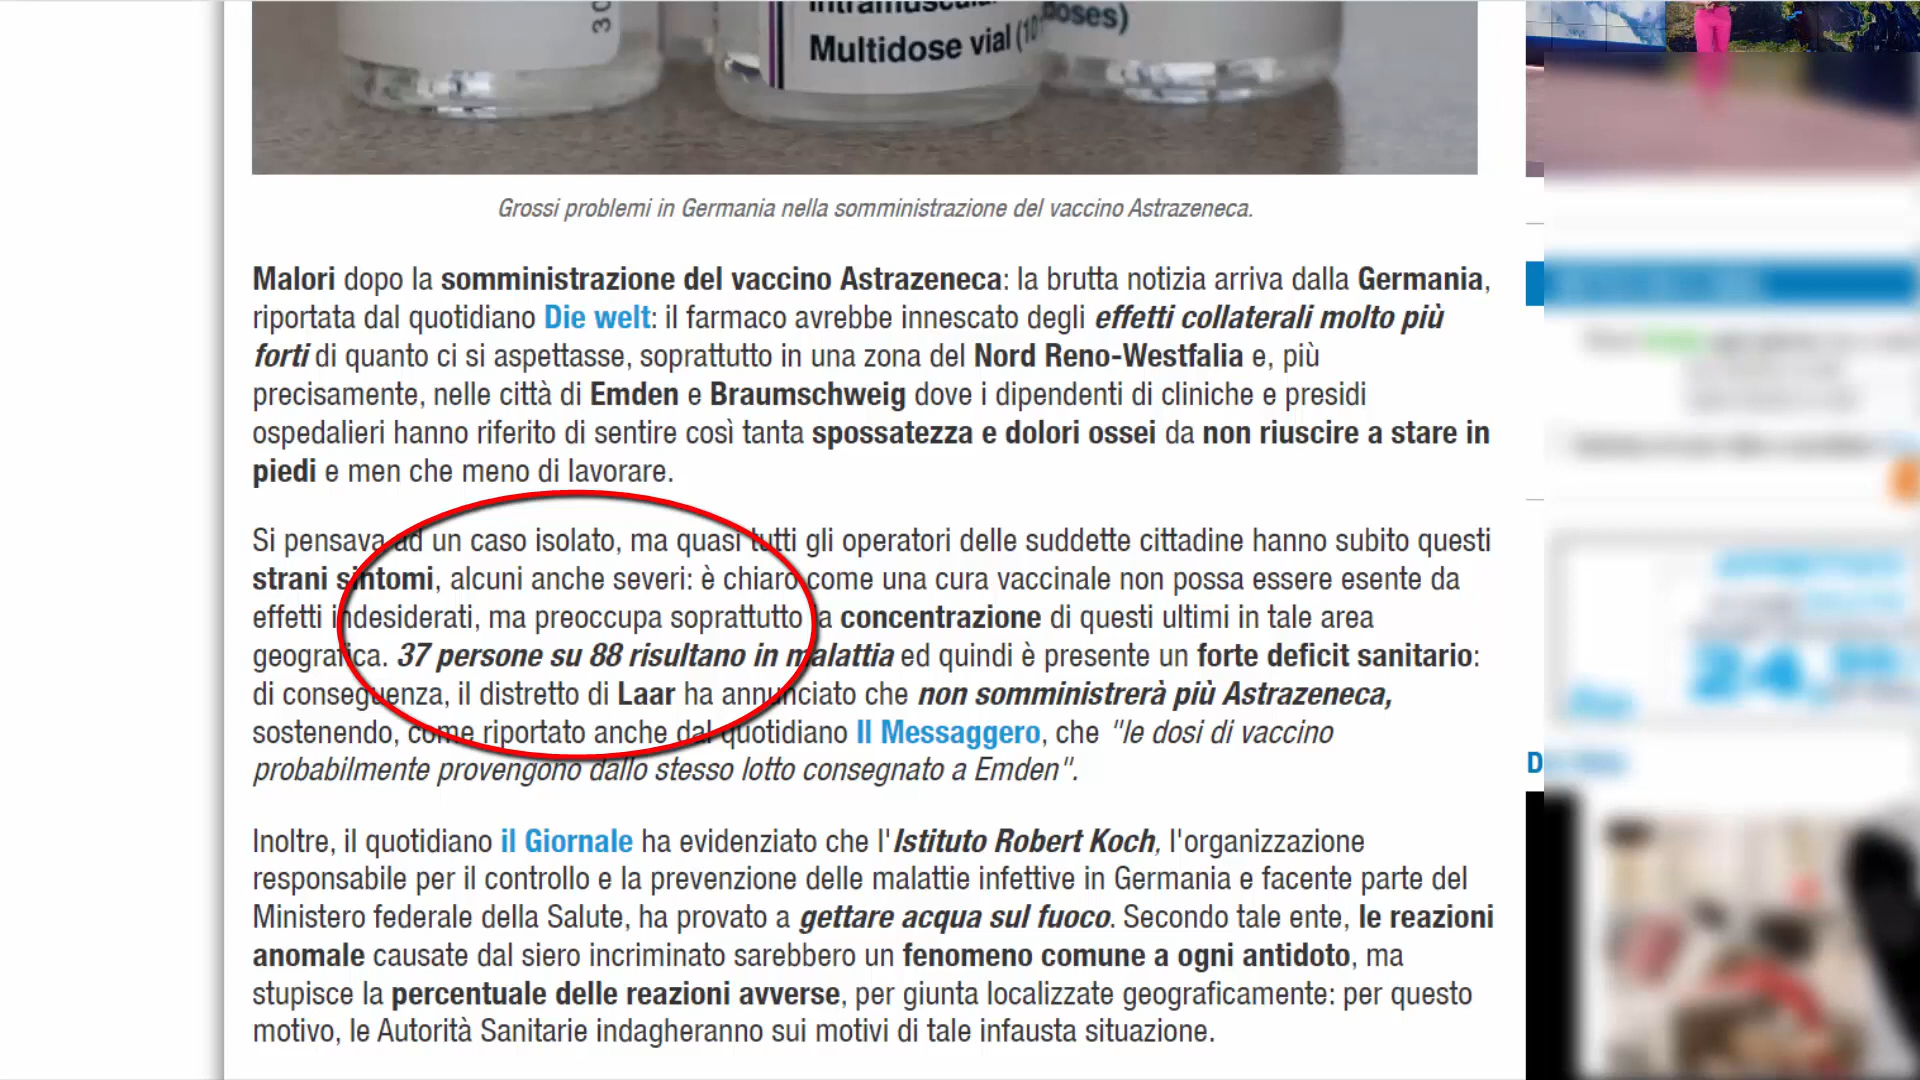 30
Intramuscular
Multidose vial (10
doses)
Grossi problemi in Germania nella somministrazione del vaccino Astrazeneca.
Malori dopo la somministrazione del vaccino Astrazeneca: la brutta notizia arriva dalla Germania,
riportata dal quotidiano Die welt: il farmaco avrebbe innescato degli effetti collaterali molto più
forti di quanto ci si aspettasse, soprattutto in una zona del Nord Reno-Westfalia e, più
precisamente, nelle città di Emden e Braumschweig dove i dipendenti di cliniche e presidi
ospedalieri hanno riferito di sentire così tanta spossatezza e dolori ossei da non riuscire a stare in
piedi e men che meno di lavorare.
Si pensava ad un caso isolato, ma quasi tutti gli operatori delle suddette cittadine hanno subito questi
strani sintomi, alcuni anche severi: è chiaro come una cura vaccinale non possa essere esente da
effetti indesiderati, ma preoccupa soprattutto la concentrazione di questi ultimi in tale area
geografica. 37 persone su 88 risultano in malattia ed quindi è presente un forte deficit sanitario:
di conseguenza, il distretto di Laar ha annunciato che non somministrerà più Astrazeneca,
sostenendo, come riportato anche dal quotidiano Il Messaggero, che "le dosi di vaccino
probabilmente provengono dallo stesso lotto consegnato a Emden".
Inoltre, il quotidiano il Giornale ha evidenziato che l'Istituto Robert Koch, l'organizzazione
responsabile per il controllo e la prevenzione delle malattie infettive in Germania e facente parte del
Ministero federale della Salute, ha provato a gettare acqua sul fuoco. Secondo tale ente, le reazioni
anomale causate dal siero incriminato sarebbero un fenomeno comune a ogni antidoto, ma
stupisce la percentuale delle reazioni avverse, per giunta localizzate geograficamente: per questo
motivo, le Autorità Sanitarie indagheranno sui motivi di tale infausta situazione.